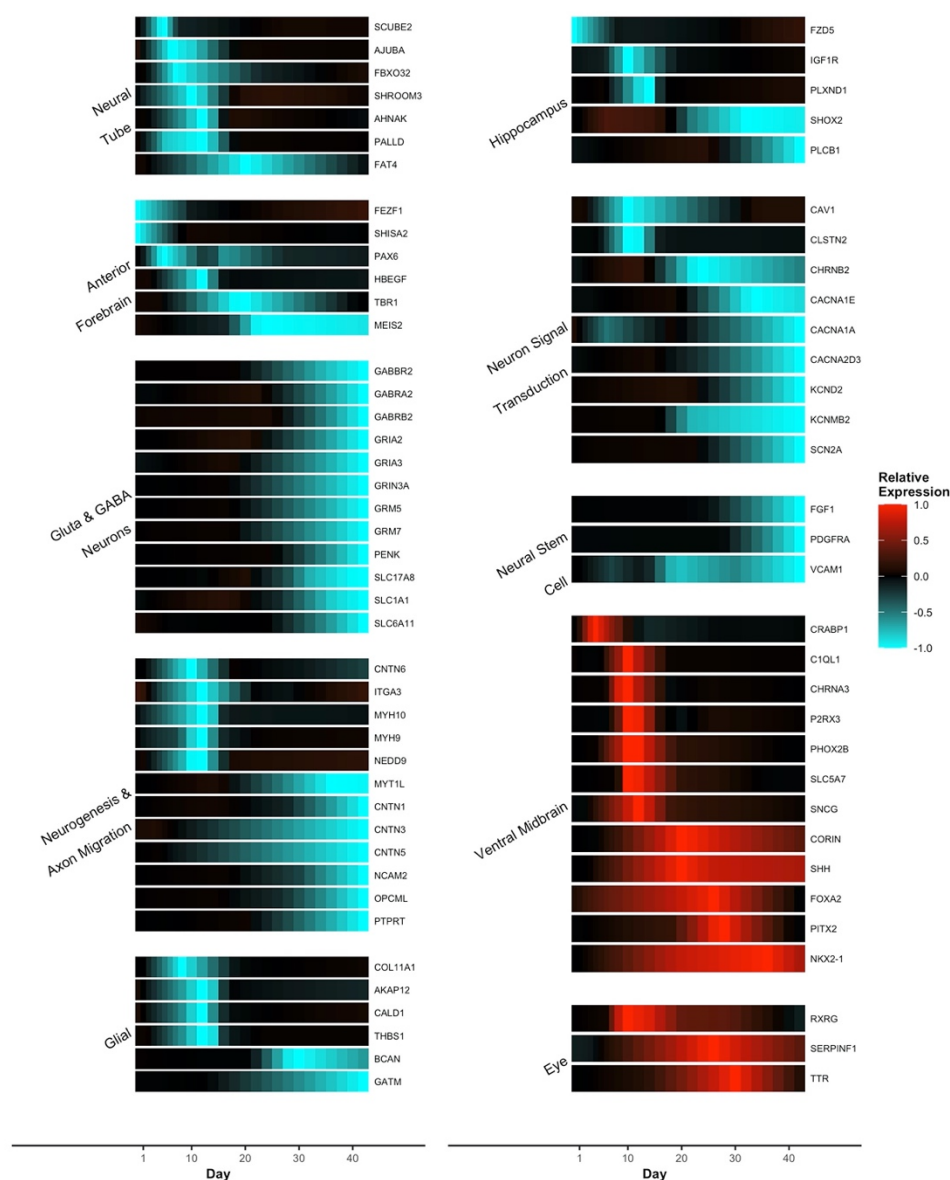 Neural
Tube
SCUBE2
AJUBA
FBXO32
SHROOM3
AHNAK
PALLD
FAT4
Anterior
Forebrain
FEZF1
SHISA2
PAX6
HBEGF
TBR1
MEIS2
Gluta & GABA
Neurons
GABBR2
GABRA2
GABRB2
GRIA2
GRIA3
GRIN3A
GRM5
GRM7
PENK
SLC17A8
SLC1A1
SLC6A11
Neurogenesis &
Axon Migration
CNTN6
ITGA3
MYH10
MYH9
NEDD9
MYT1L
CNTN1
CNTN3
CNTN5
NCAM2
OPCML
PTPRT
Glial
COL11A1
AKAP12
CALD1
THBS1
BCAN
GATM
1 10 20 30 40
Day
Hippocampus
FZD5
IGF1R
PLXND1
SHOX2
PLCB1
Neuron Signal
Transduction
CAV1
CLSTN2
CHRNB2
CACNA1E
CACNA1A
CACNA2D3
KCND2
KCNMB2
SCN2A
Neural Stem
Cell
FGF1
PDGFRA
VCAM1
Ventral Midbrain
CRABP1
C1QL1
CHRNA3
P2RX3
PHOX2B
SLC5A7
SNCG
CORIN
SHH
FOXA2
PITX2
NKX2-1
Eye
RXRG
SERPINF1
TTR
1 10 20 30 40
Day
Relative
Expression
1.0
0.5
0.0
-0.5
-1.0